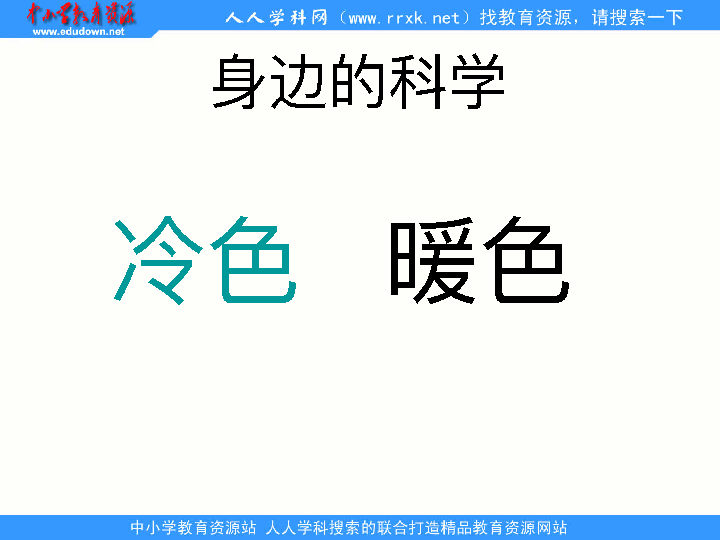 中小学教育资源
www.edudown.net
人人学科网（www.rrxk.net）找教育资源，请搜索一下
身边的科学
冷色 暖色
中小学教育资源站 人人学科搜索的联合打造精品教育资源网站